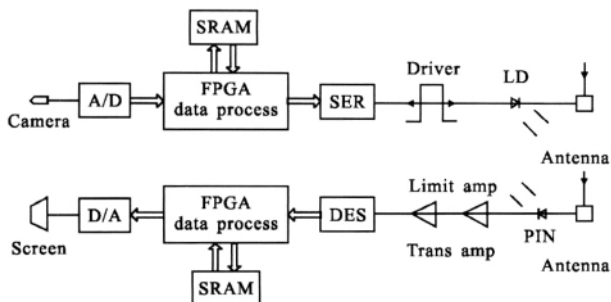 SRAM
FPGA
data process
A/D
Camera
SER
Driver
LD
Antenna
FPGA
data process
D/A
Screen
DES
Limit amp
Trans amp
PIN
Antenna
SRAM